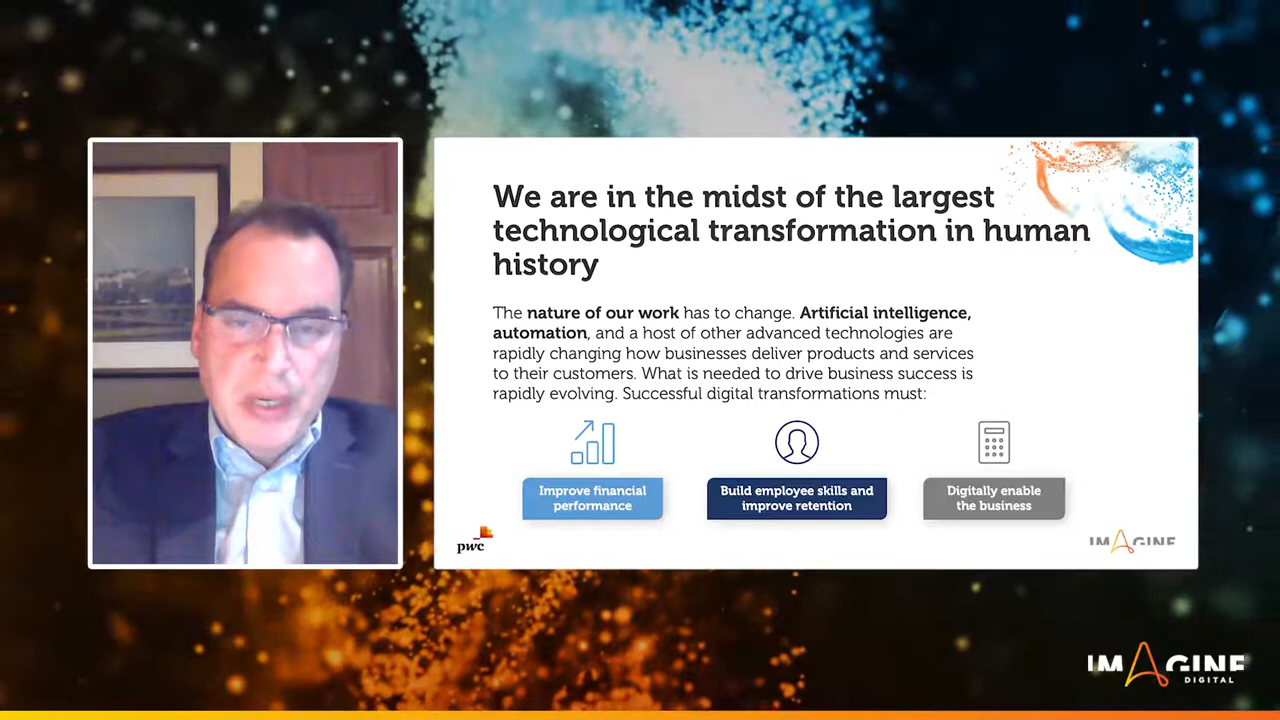 We are in the midst of the largest
technological transformation in human
history
The nature of our work has to change. Artificial intelligence,
automation, and a host of other advanced technologies are
rapidly changing how businesses deliver products and services
to their customers. What is needed to drive business success is
rapidly evolving. Successful digital transformations must:
Improve financial
performance
Build employee skills and
improve retention
Digitally enable
the business
pwc
IMAGINE
IMAGINE
DIGITAL